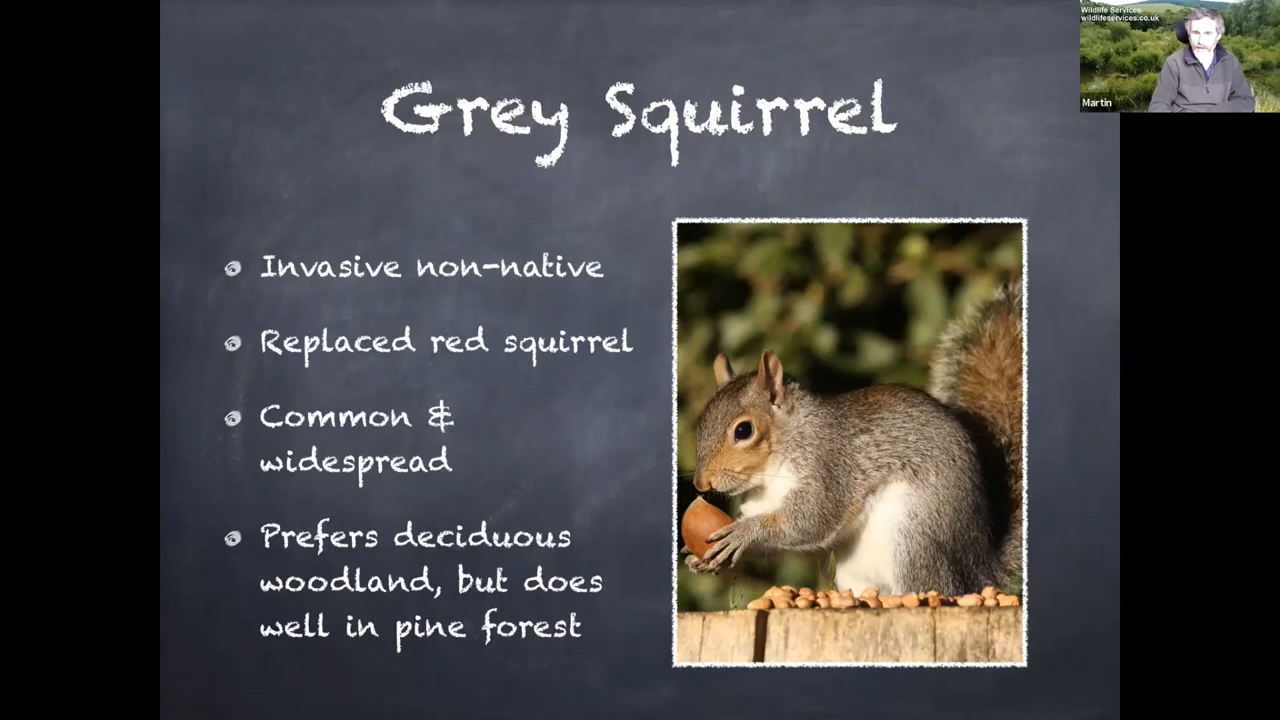 Wildlife Services
wildlifeservices.co.uk
Martin
Grey Squirrel
Invasive non-native
Replaced red squirrel
Common &
widespread
Prefers deciduous
woodland, but does
well in pine forest